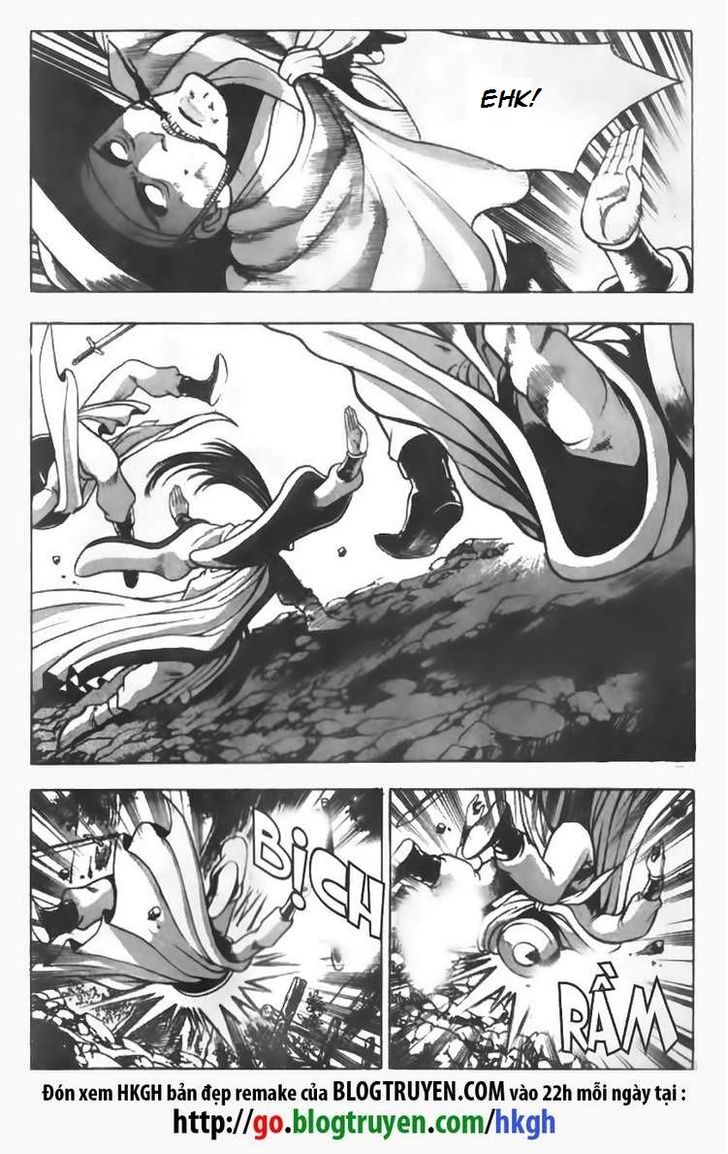 EHK!
BỊCH
RẦM
Đón xem HKGH bản đẹp remake của BLOGTRUYEN.COM vào 22h mỗi ngày tại :
http://go.blogtruyen.com/hkgh